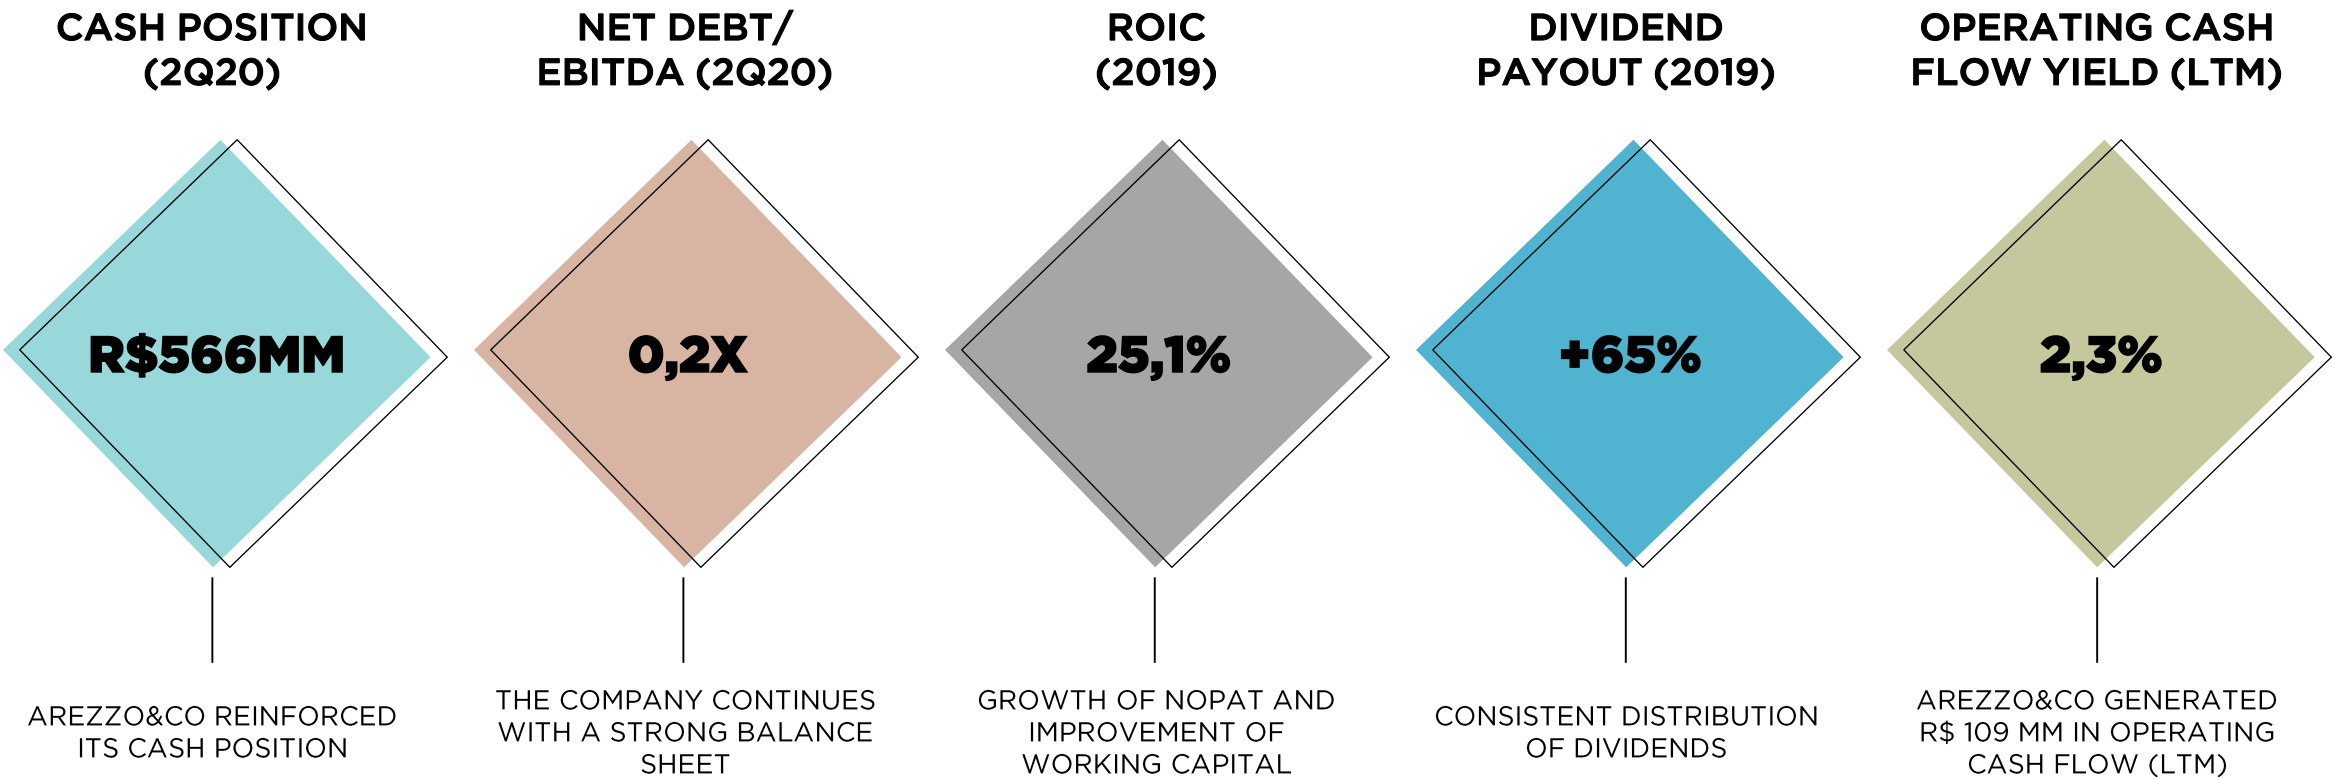 CASH POSITION
(2Q20)
R$566MM
AREZZO&CO REINFORCED
ITS CASH POSITION
NET DEBT/
EBITDA (2Q20)
0,2X
THE COMPANY CONTINUES
WITH A STRONG BALANCE
SHEET
ROIC
(2019)
25,1%
GROWTH OF NOPAT AND
IMPROVEMENT OF
WORKING CAPITAL
DIVIDEND
PAYOUT (2019)
+65%
CONSISTENT DISTRIBUTION
OF DIVIDENDS
OPERATING CASH
FLOW YIELD (LTM)
2,3%
AREZZO&CO GENERATED
R$ 109 MM IN OPERATING
CASH FLOW (LTM)